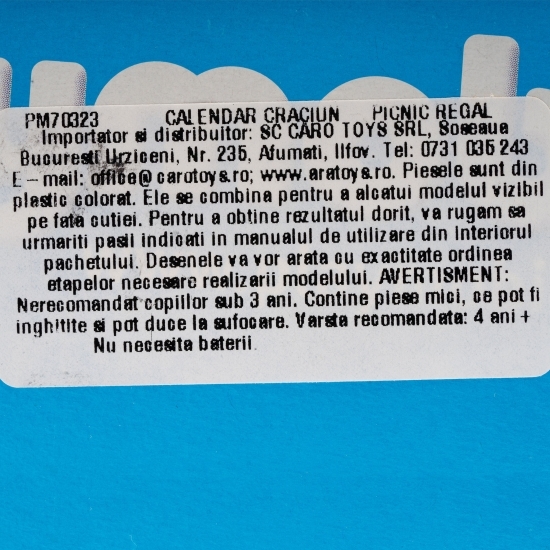 PM70323 CALENDAR CRACIUN PICNIC REGAL
Importator si distribuitor: SC CARO TOYS SRL, Soseaua
Bucuresti Urziceni, Nr. 235, Afumati, Ilfov. Tel: 0731 035 243
E-mail: office@carotoys.ro; www.aratoys.ro. Piesele sunt din
plastic colorat. Ele se combina pentru a alcatui modelul vizibil
pe fata cutiei. Pentru a obtine rezultatul dorit, va rugam sa
urmariti pasii indicati in manualul de utilizare din interiorul
pachetului. Desenele va vor arata cu exactitate ordinea
etapelor necesare realizarii modelului. AVERTISMENT:
Nerecomandat copiilor sub 3 ani. Contine piese mici, ce pot fi
inghitite si pot duce la sufocare. Varsta recomandata: 4 ani +
Nu necesita baterii.